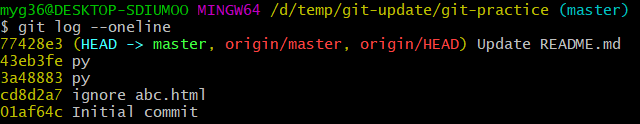 myg36@DESKTOP-SDIUMOO MINGW64 /d/temp/git-update/git-practice (master)
$ git log --oneline
77428e3 (HEAD -> master, origin/master, origin/HEAD) Update README.md
43eb3fe py
3a48883 py
cd8d2a7 ignore abc.html
01af64c Initial commit